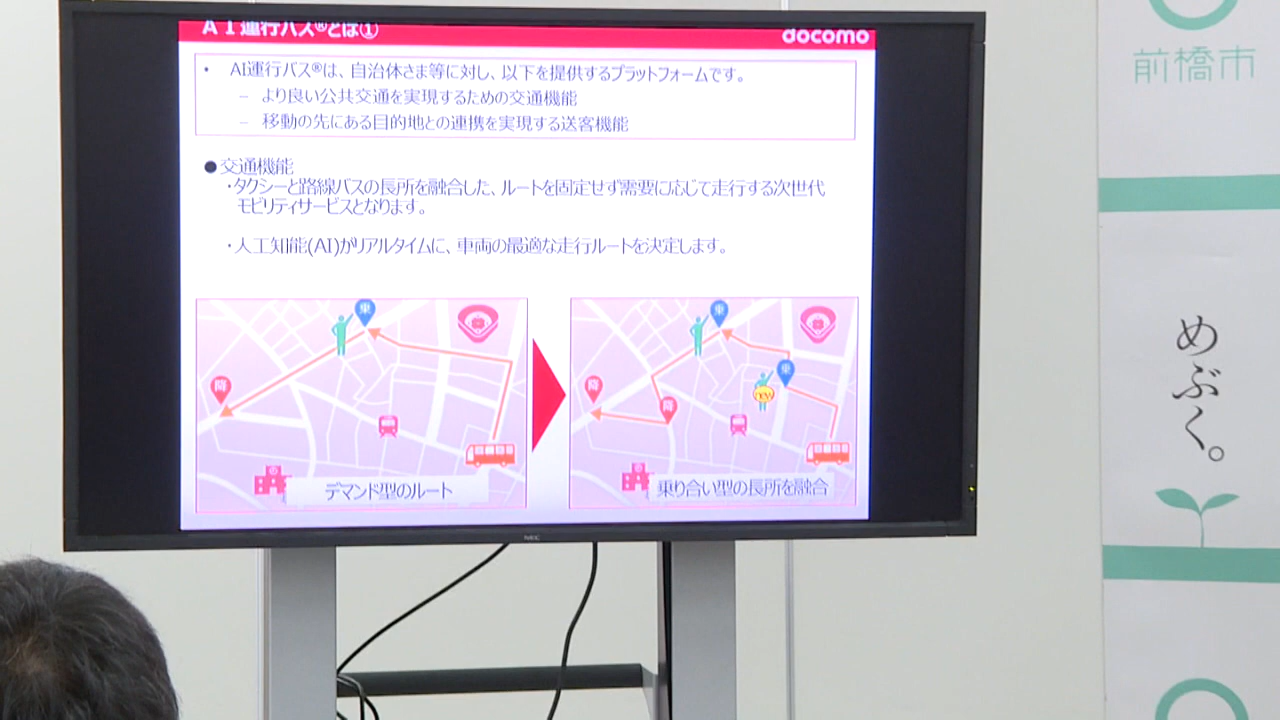 AI運行バス®とは①
docomo
・ AI運行バス®は、自治体さま等に対し、以下を提供するプラットフォームです。
– より良い公共交通を実現するための交通機能
– 移動の先にある目的地との連携を実現する送客機能
●交通機能
・タクシーと路線バスの長所を融合した、ルートを固定せず需要に応じて走行する次世代
モビリティサービスとなります。
・人工知能(AI)がリアルタイムに、車両の最適な走行ルートを決定します。
乗
降
デマンド型のルート
乗
乗
降
降
new
乗り合い型の長所を融合
NEC
前橋市
めぶく。